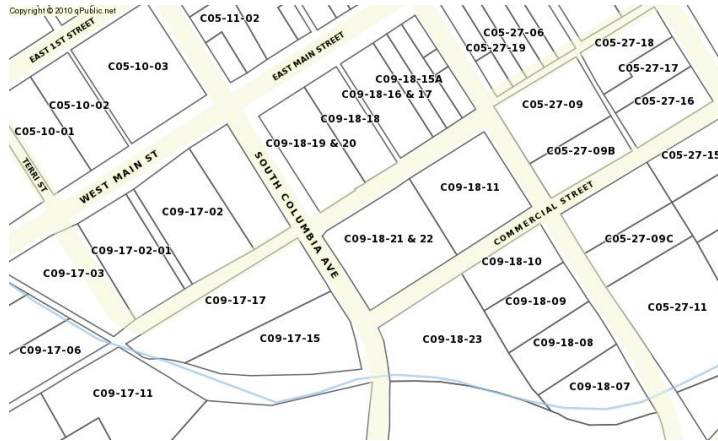 Copyright © 2010 qPublic.net
C05-11-02
EAST 1ST STREET
EAST MAIN STREET
C05-27-06
C05-27-19
C05-27-18
C05-10-03
C05-27-17
C09-18-15A
C09-18-16 & 17
C05-10-02
C05-27-09
C05-27-16
C09-18-18
C05-10-01
C09-18-19 & 20
C05-27-09B
C05-27-15
TERRI ST
WEST MAIN ST
SOUTH COLUMBIA AVE
C09-18-11
COMMERCIAL STREET
C09-17-02
C09-18-21 & 22
C05-27-09C
C09-17-02-01
C09-18-10
C09-17-03
C09-17-17
C09-18-09
C05-27-11
C09-17-15
C09-18-23
C09-18-08
C09-17-06
C09-18-07
C09-17-11